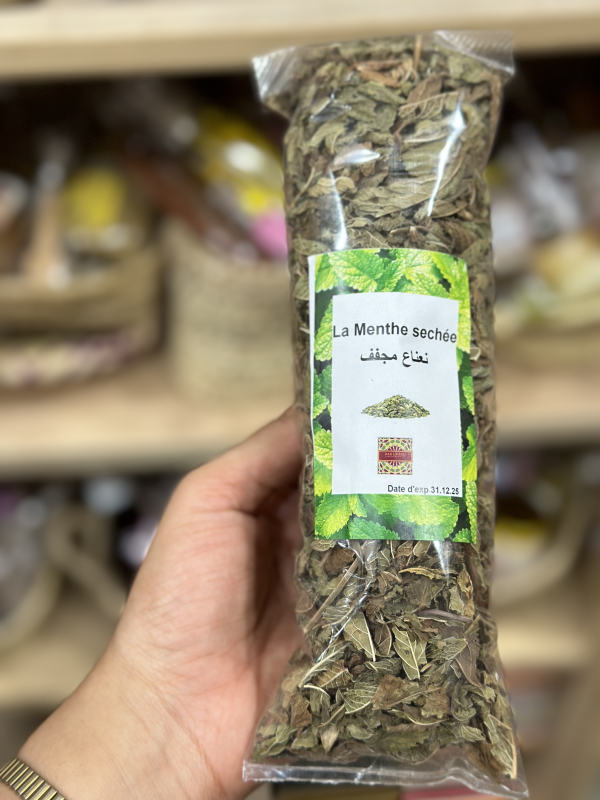 La Menthe sechée
نعناع مجفف
Date d'exp 31.12.25